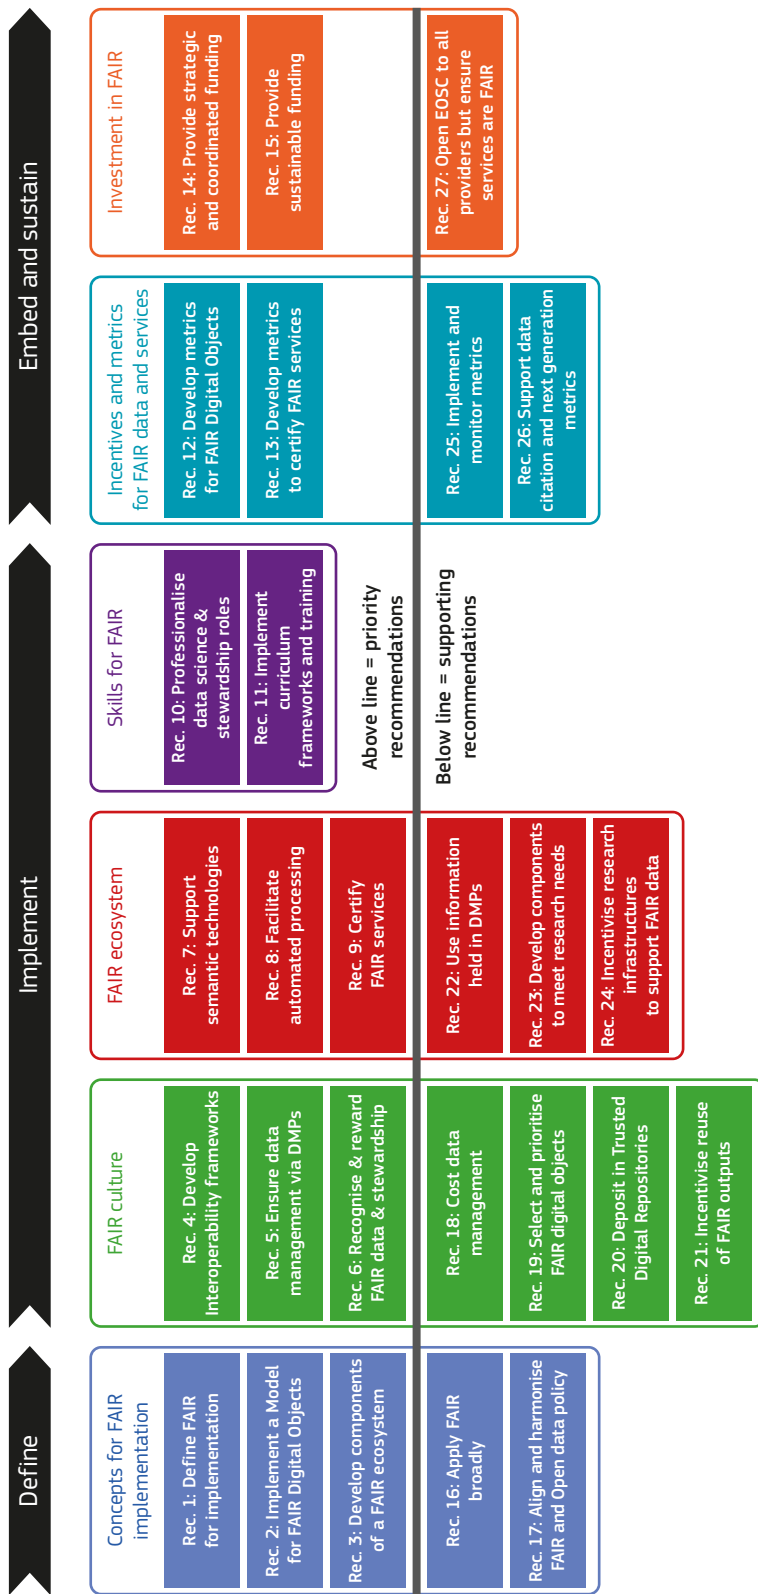 Define
Implement
Embed and sustain
Concepts for FAIR
implementation
Rec. 1: Define FAIR
for implementation
Rec. 2: Implement a Model
for FAIR Digital Objects
Rec. 3: Develop components
of a FAIR ecosystem
Rec. 16: Apply FAIR
broadly
Rec. 17: Align and harmonise
FAIR and Open data policy
FAIR culture
Rec. 4: Develop
Interoperability frameworks
Rec. 5: Ensure data
management via DMPs
Rec. 6: Recognise & reward
FAIR data & stewardship
Rec. 18: Cost data
management
Rec. 19: Select and prioritise
FAIR digital objects
Rec. 20: Deposit in Trusted
Digital Repositories
Rec. 21: Incentivise reuse
of FAIR outputs
FAIR ecosystem
Rec. 7: Support
semantic technologies
Rec. 8: Facilitate
automated processing
Rec. 9: Certify
FAIR services
Rec. 22: Use information
held in DMPs
Rec. 23: Develop components
to meet research needs
Rec. 24: Incentivise research
infrastructures
to support FAIR data
Skills for FAIR
Rec. 10: Professionalise
data science &
stewardship roles
Rec. 11: Implement
curriculum
frameworks and training
Above line = priority
recommendations
Below line = supporting
recommendations
Incentives and metrics
for FAIR data and services
Rec. 12: Develop metrics
for FAIR Digital Objects
Rec. 13: Develop metrics
to certify FAIR services
Rec. 25: Implement and
monitor metrics
Rec. 26: Support data
citation and next generation
metrics
Investment in FAIR
Rec. 14: Provide strategic
and coordinated funding
Rec. 15: Provide
sustainable funding
Rec. 27: Open EOSC to all
providers but ensure
services are FAIR